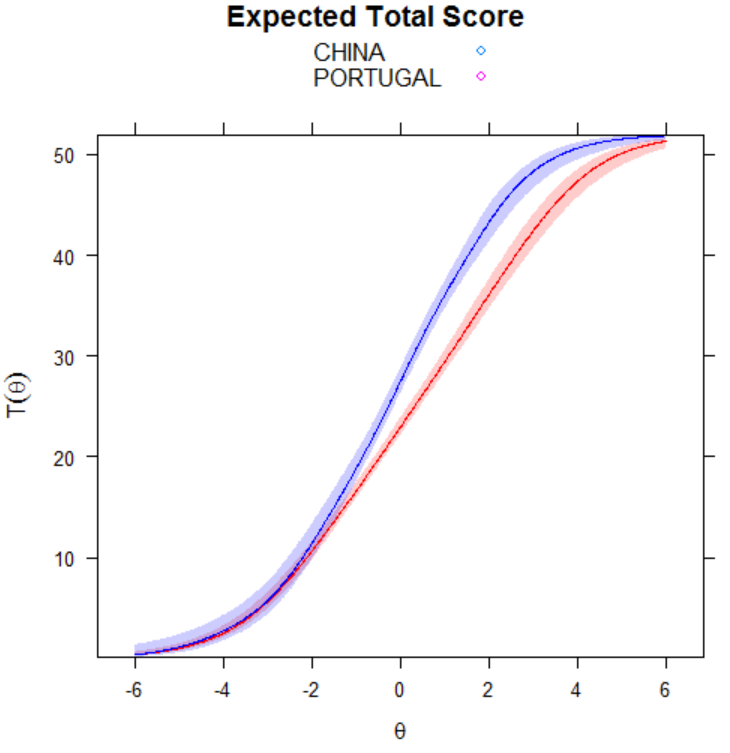 Expected Total Score
CHINA
PORTUGAL
50
40
30
20
10
T(θ)
-6 -4 -2 0 2 4 6
θ